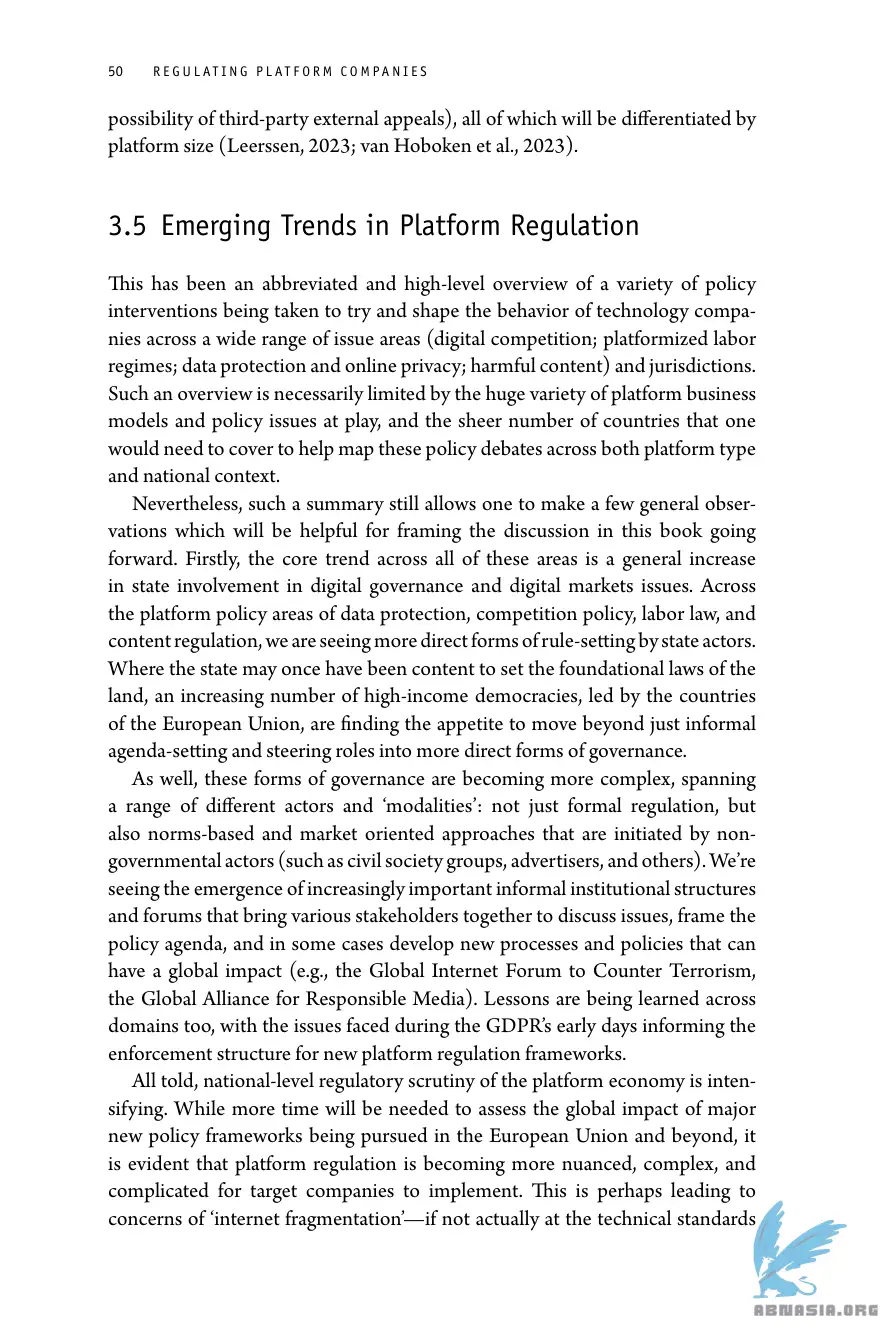 50 REGULATING PLATFORM COMPANIES
possibility of third-party external appeals), all of which will be differentiated by
platform size (Leerssen, 2023; van Hoboken et al., 2023).
3.5 Emerging Trends in Platform Regulation
This has been an abbreviated and high-level overview of a variety of policy
interventions being taken to try and shape the behavior of technology compa-
nies across a wide range of issue areas (digital competition; platformized labor
regimes; data protection and online privacy; harmful content) and jurisdictions.
Such an overview is necessarily limited by the huge variety of platform business
models and policy issues at play, and the sheer number of countries that one
would need to cover to help map these policy debates across both platform type
and national context.
Nevertheless, such a summary still allows one to make a few general obser-
vations which will be helpful for framing the discussion in this book going
forward. Firstly, the core trend across all of these areas is a general increase
in state involvement in digital governance and digital markets issues. Across
the platform policy areas of data protection, competition policy, labor law, and
content regulation, we are seeing more direct forms of rule-setting by state actors.
Where the state may once have been content to set the foundational laws of the
land, an increasing number of high-income democracies, led by the countries
of the European Union, are finding the appetite to move beyond just informal
agenda-setting and steering roles into more direct forms of governance.
As well, these forms of governance are becoming more complex, spanning
a range of different actors and ‘modalities’: not just formal regulation, but
also norms-based and market oriented approaches that are initiated by non-
governmental actors (such as civil society groups, advertisers, and others). We’re
seeing the emergence of increasingly important informal institutional structures
and forums that bring various stakeholders together to discuss issues, frame the
policy agenda, and in some cases develop new processes and policies that can
have a global impact (e.g., the Global Internet Forum to Counter Terrorism,
the Global Alliance for Responsible Media). Lessons are being learned across
domains too, with the issues faced during the GDPR’s early days informing the
enforcement structure for new platform regulation frameworks.
All told, national-level regulatory scrutiny of the platform economy is inten-
sifying. While more time will be needed to assess the global impact of major
new policy frameworks being pursued in the European Union and beyond, it
is evident that platform regulation is becoming more nuanced, complex, and
complicated for target companies to implement. This is perhaps leading to
concerns of ‘internet fragmentation’—if not actually at the technical standards
ABNASIA.ORG